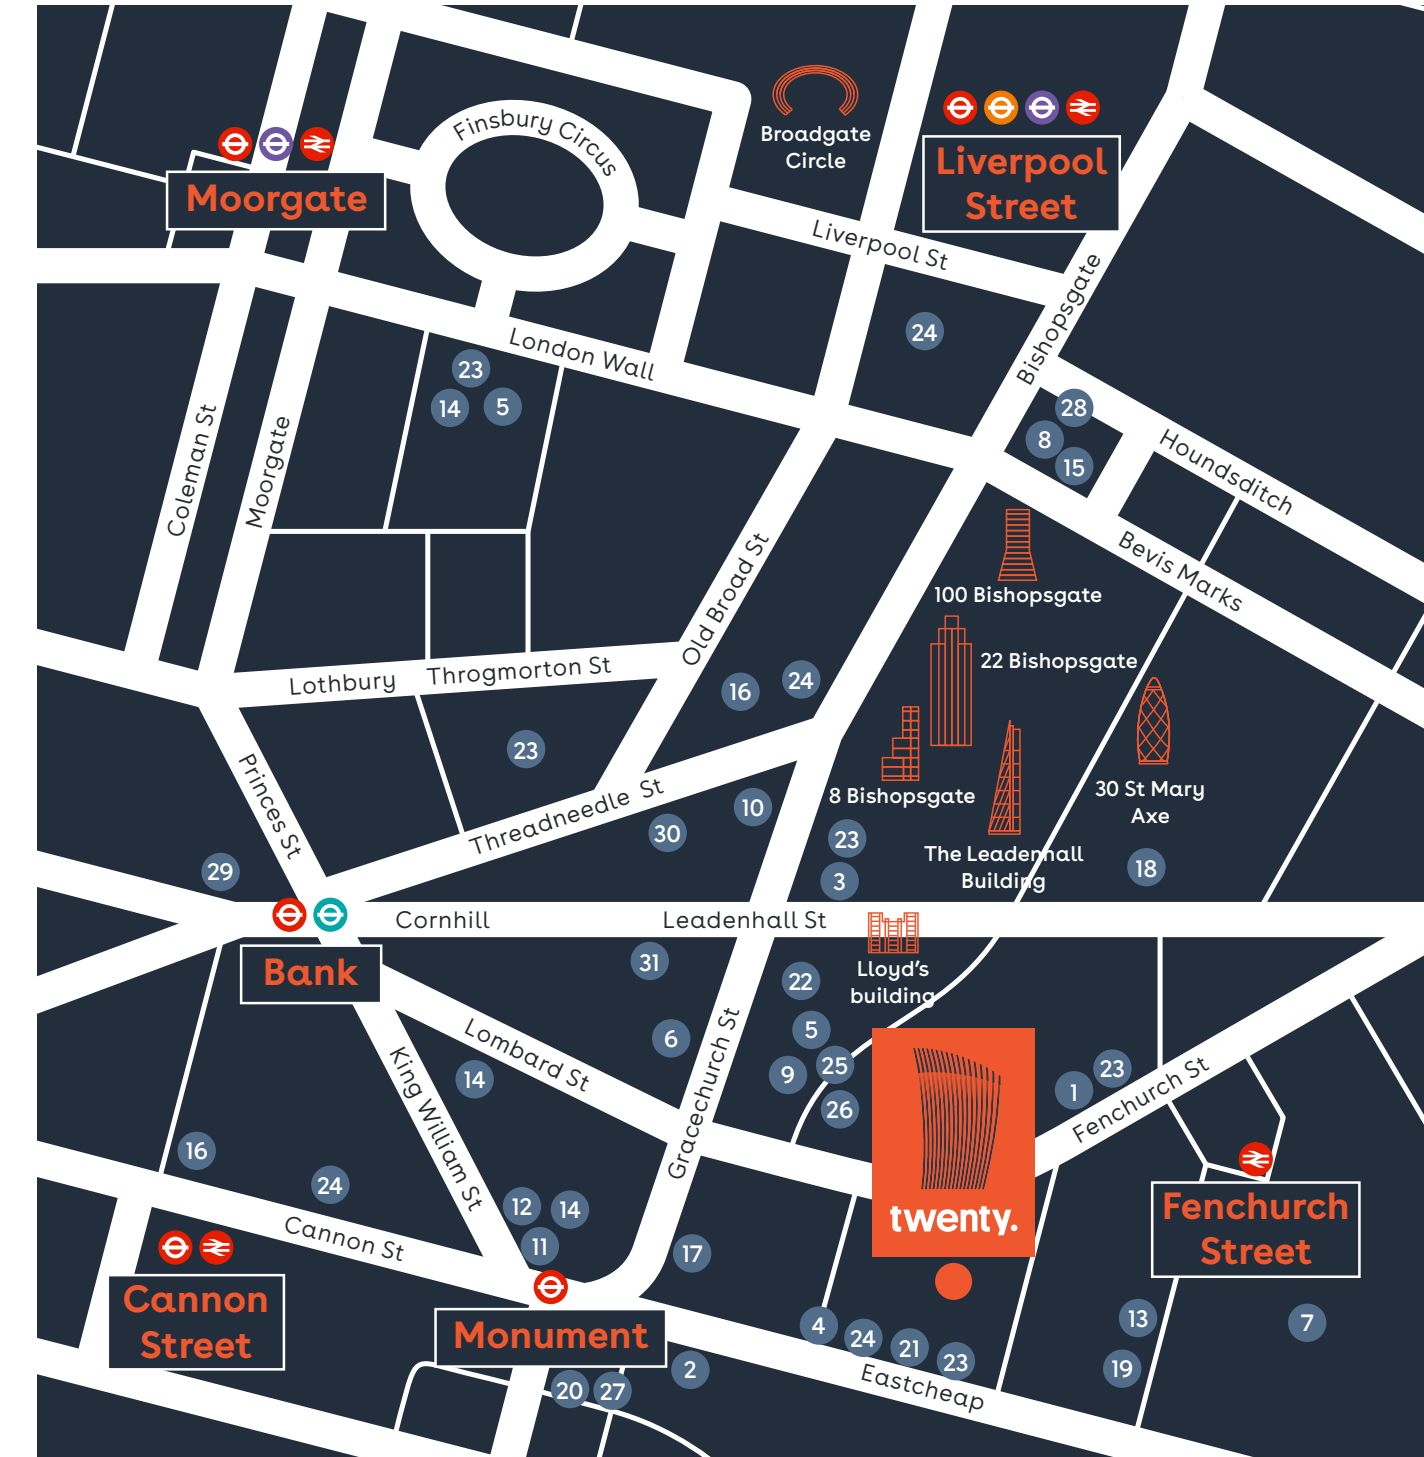 Finsbury Circus
Broadgate
Circle
Liverpool
Street
Moorgate
Liverpool St
Bishopsgate
24
London Wall
23
14
5
28
8
15
Houndsditch
Coleman St
Moorgate
Bevis Marks
100 Bishopsgate
Old Broad St
22 Bishopsgate
Lothbury
Throgmorton St
16
24
23
Princes St
Threadneedle St
8 Bishopsgate
30 St Mary
Axe
10
30
23
3
The Leadenhall
Building
18
29
Cornhill
Leadenhall St
Bank
31
22
Lloyd's
building
Lombard St
6
5
9
25
26
Gracechurch St
King William St
14
1
23
Fenchurch St
16
24
12
14
11
17
twenty.
Fenchurch
Street
Cannon St
Cannon
Street
Monument
4
24
21
23
13
19
7
2
20
27
Eastcheap